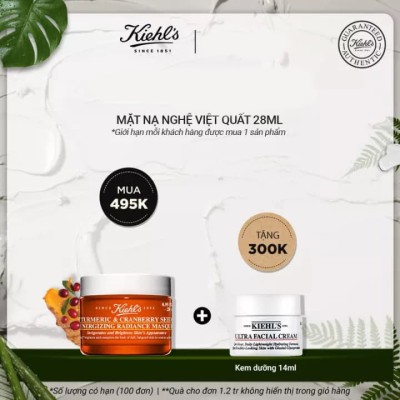 Kiehl's
SINCE 1851
GUARANTEED
Kiehl's
AUTHENTIC
MẶT NẠ NGHỆ VIỆT QUẤT 28ML
*Giới hạn mỗi khách hàng được mua 1 sản phẩm
MUA
495K
TẶNG
300K
Kiehl's
TURMERIC & CRANBERRY SEED
ENERGIZING RADIANCE MASQUE
+
KIEHL'S
ULTRA FACIAL CREAM
Kem dưỡng 14ml
*Số lượng có hạn (100 đơn) | **Quà cho đơn 1.2 tr không hiển thị trong giỏ hàng